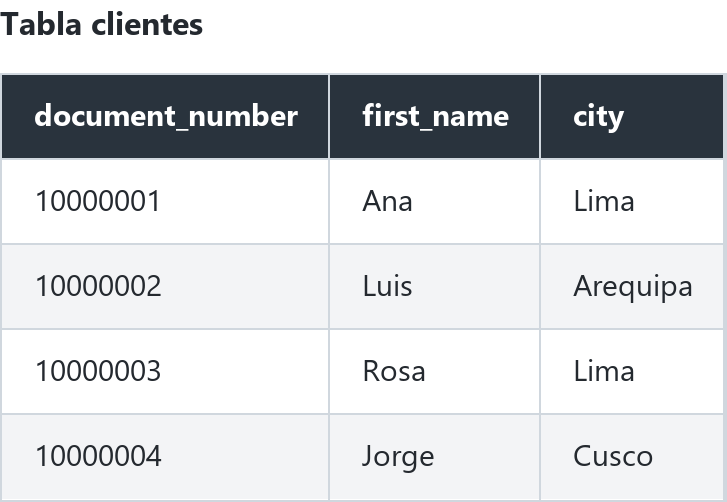 Tabla clientes
document_number first_name city
10000001 Ana Lima
10000002 Luis Arequipa
10000003 Rosa Lima
10000004 Jorge Cusco